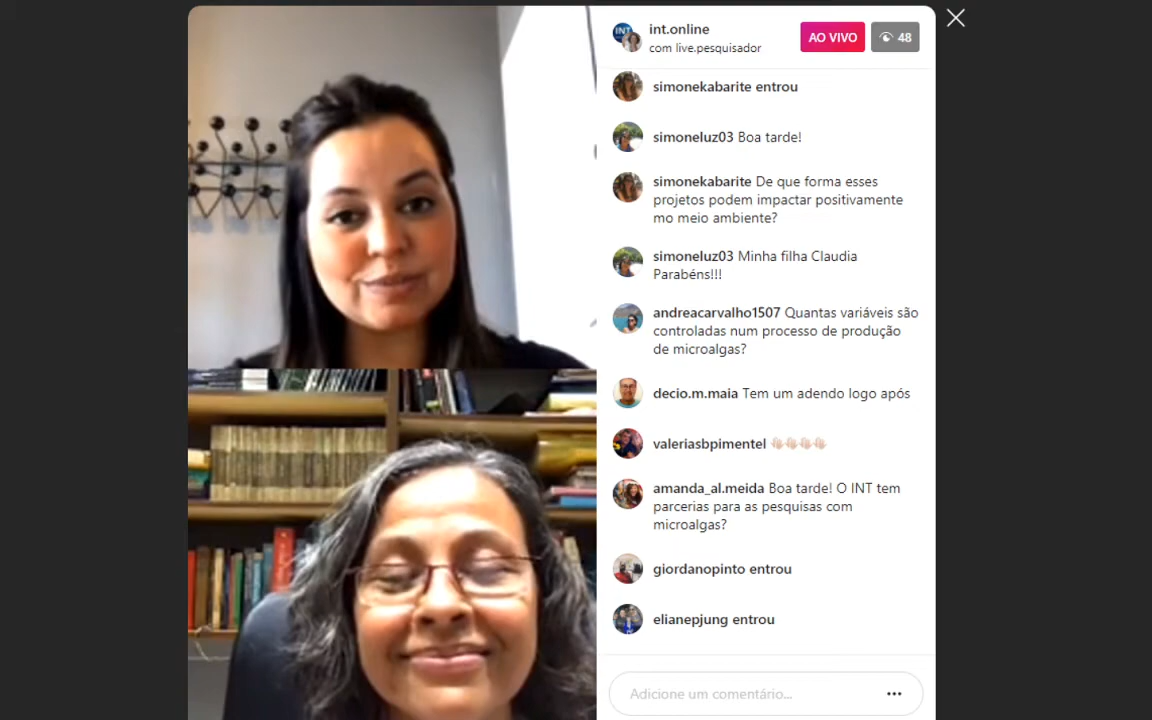 int.online
com live.pesquisador
AO VIVO
48
simonekabarite entrou
simoneluz03 Boa tarde!
simonekabarite De que forma esses
projetos podem impactar positivamente
mo meio ambiente?
simoneluz03 Minha filha Claudia
Parabéns!!!
andreacarvalho1507 Quantas variáveis são
controladas num processo de produção
de microalgas?
decio.m.maia Tem um adendo logo após
valeriasbpimentel 👏🏻👏🏻👏🏻👏🏻
amanda_al.meida Boa tarde! O INT tem
parcerias para as pesquisas com
microalgas?
giordanopinto entrou
elianepjung entrou
Adicione um comentário...
INT